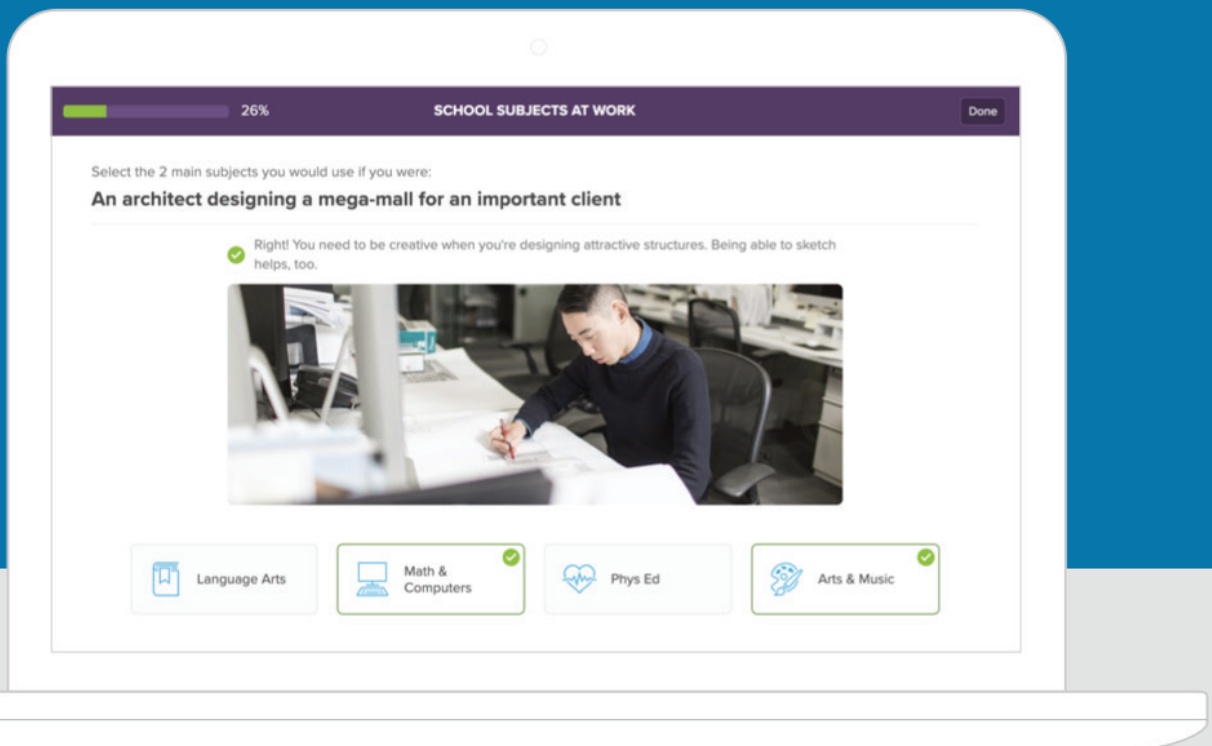 26%
SCHOOL SUBJECTS AT WORK
Done
Select the 2 main subjects you would use if you were:
An architect designing a mega-mall for an important client
Right! You need to be creative when you're designing attractive structures. Being able to sketch
helps, too.
Language Arts
Math &
Computers
Phys Ed
Arts & Music